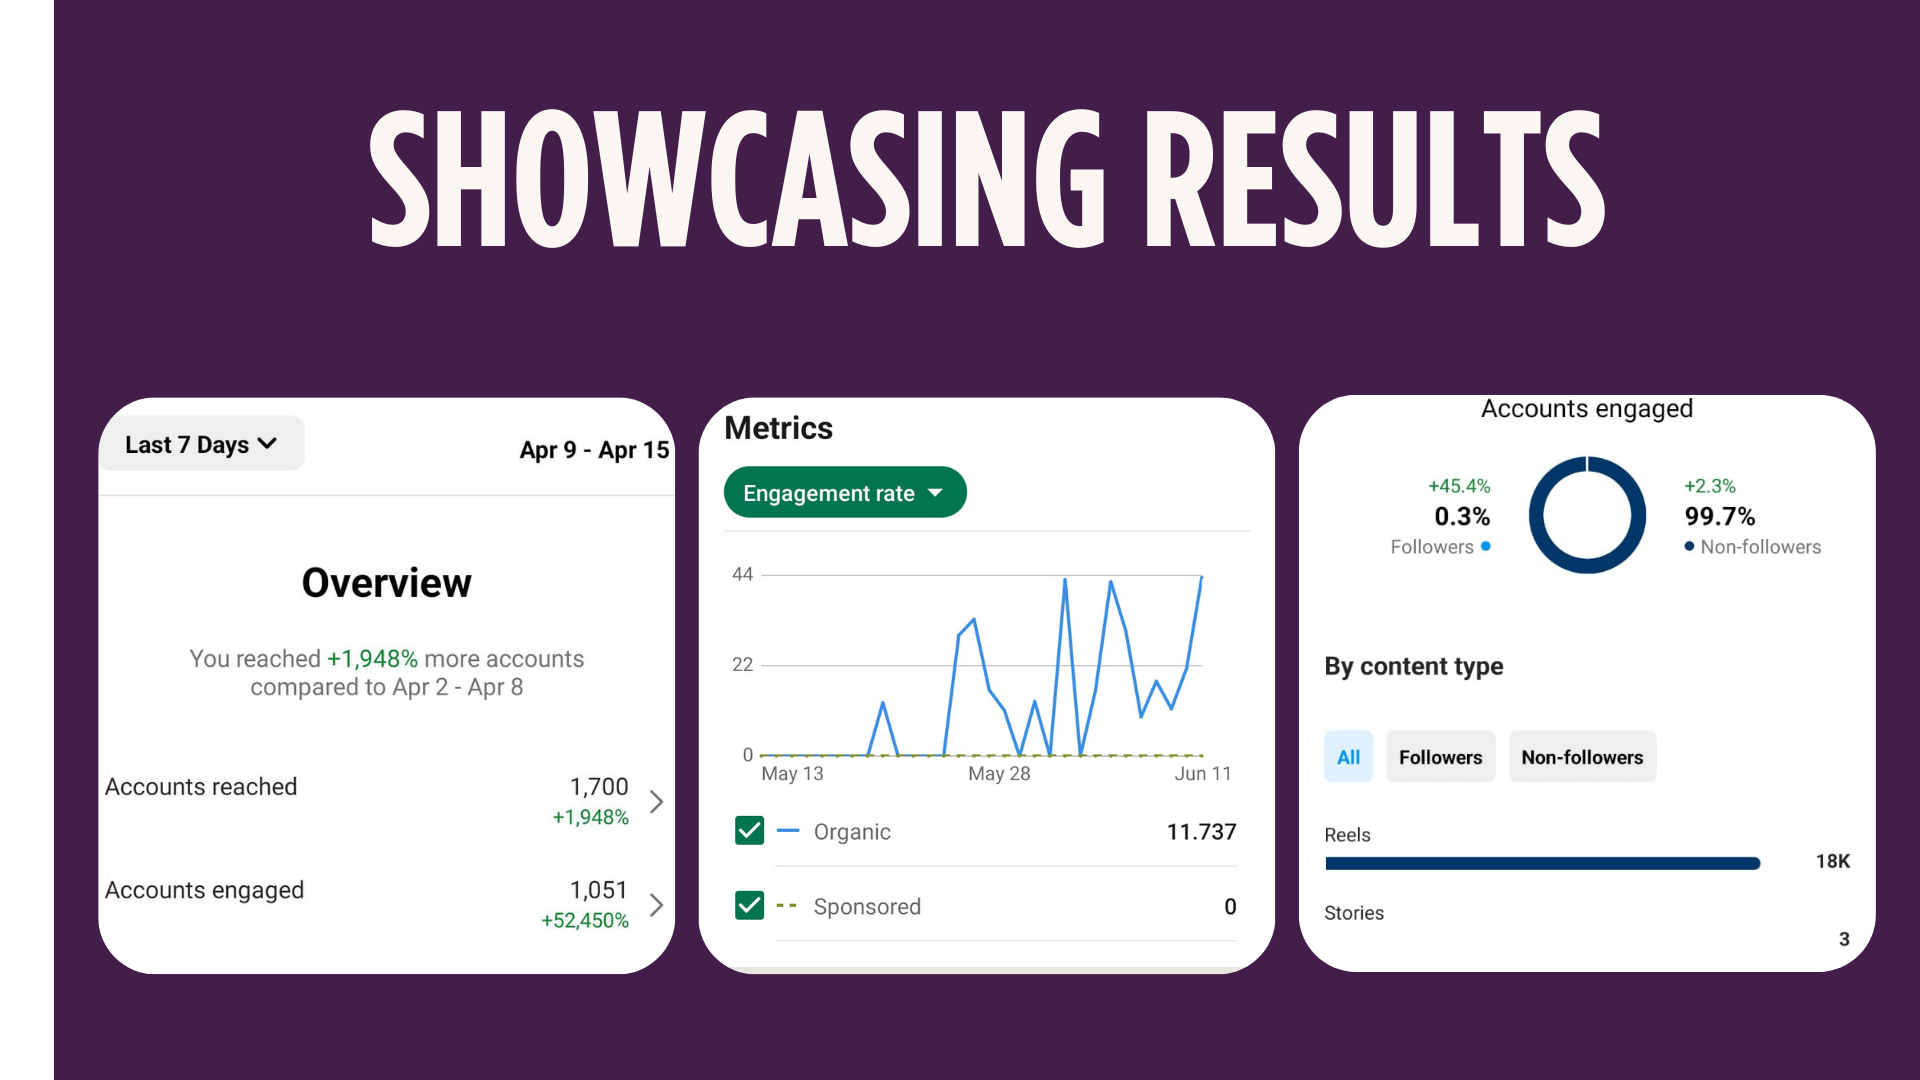 SHOWCASING RESULTS
Last 7 Days
Apr 9 - Apr 15
Overview
You reached +1,948% more accounts
compared to Apr 2 - Apr 8
Accounts reached
1,700
+1,948%
Accounts engaged
1,051
+52,450%
Metrics
Engagement rate
44
22
0
May 13
May 28
Jun 11
Organic
11.737
Sponsored
0
Accounts engaged
+45.4%
0.3%
Followers
+2.3%
99.7%
Non-followers
By content type
All
Followers
Non-followers
Reels
18K
Stories
3